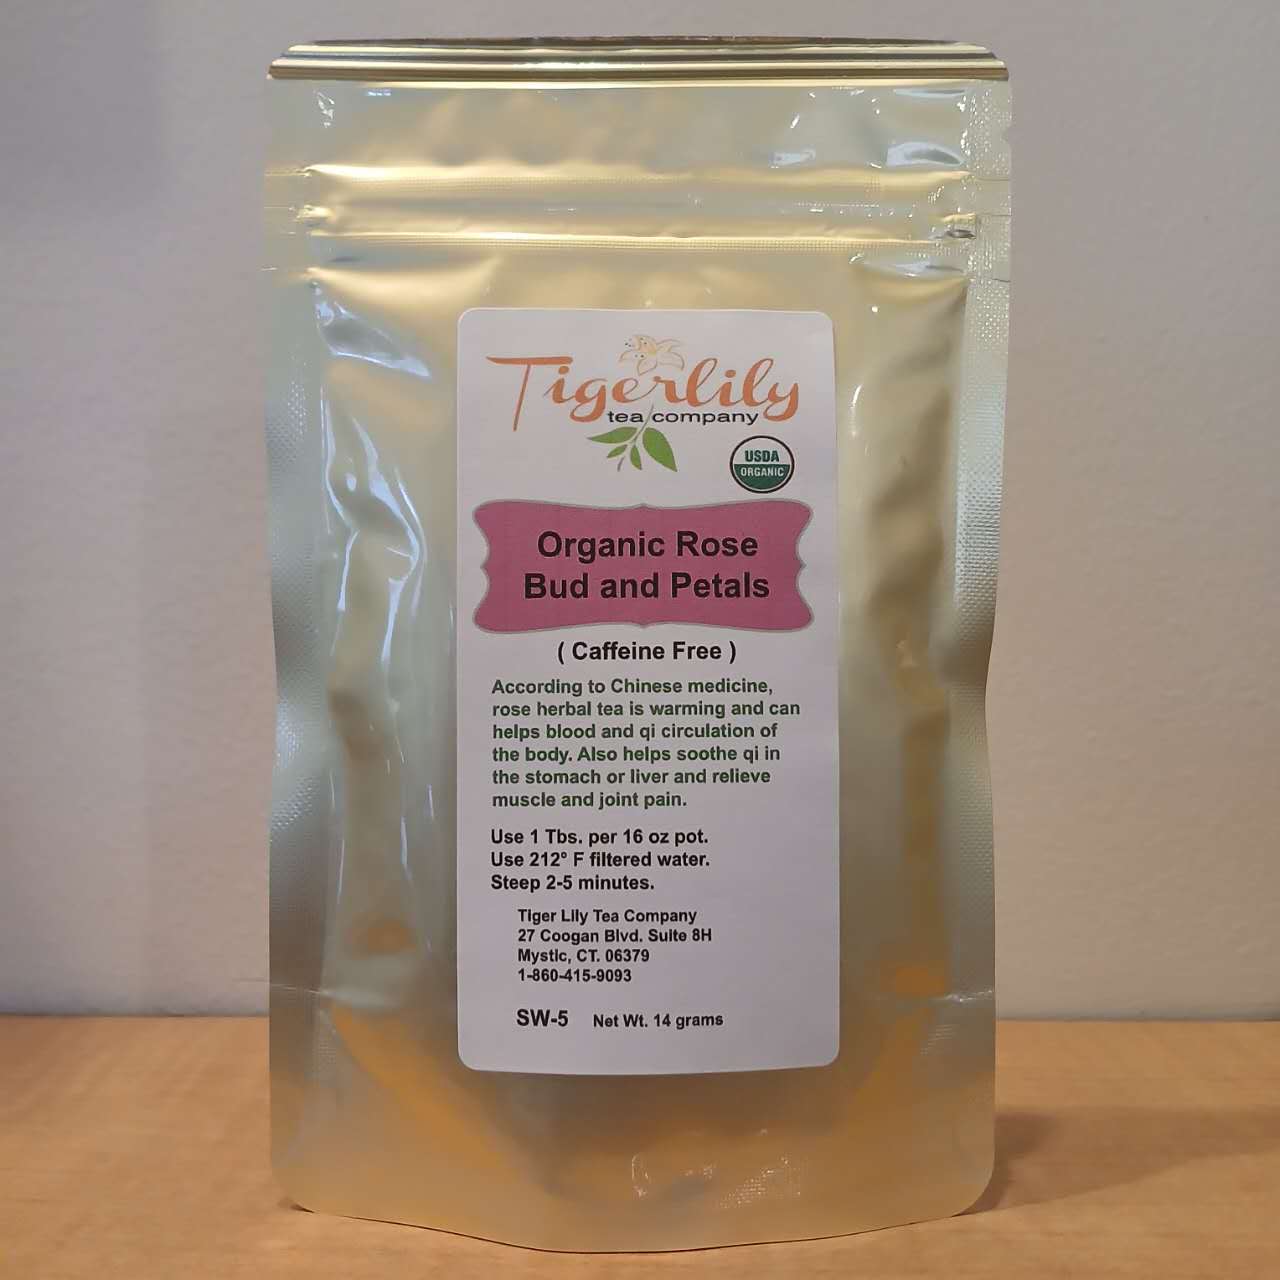 Tigerlily
tea company
USDA
ORGANIC
Organic Rose
Bud and Petals
( Caffeine Free )
According to Chinese medicine,
rose herbal tea is warming and can
helps blood and qi circulation of
the body. Also helps soothe qi in
the stomach or liver and relieve
muscle and joint pain.
Use 1 Tbs. per 16 oz pot.
Use 212° F filtered water.
Steep 2-5 minutes.
Tiger Lily Tea Company
27 Coogan Blvd. Suite 8H
Mystic, CT. 06379
1-860-415-9093
SW-5 Net Wt. 14 grams